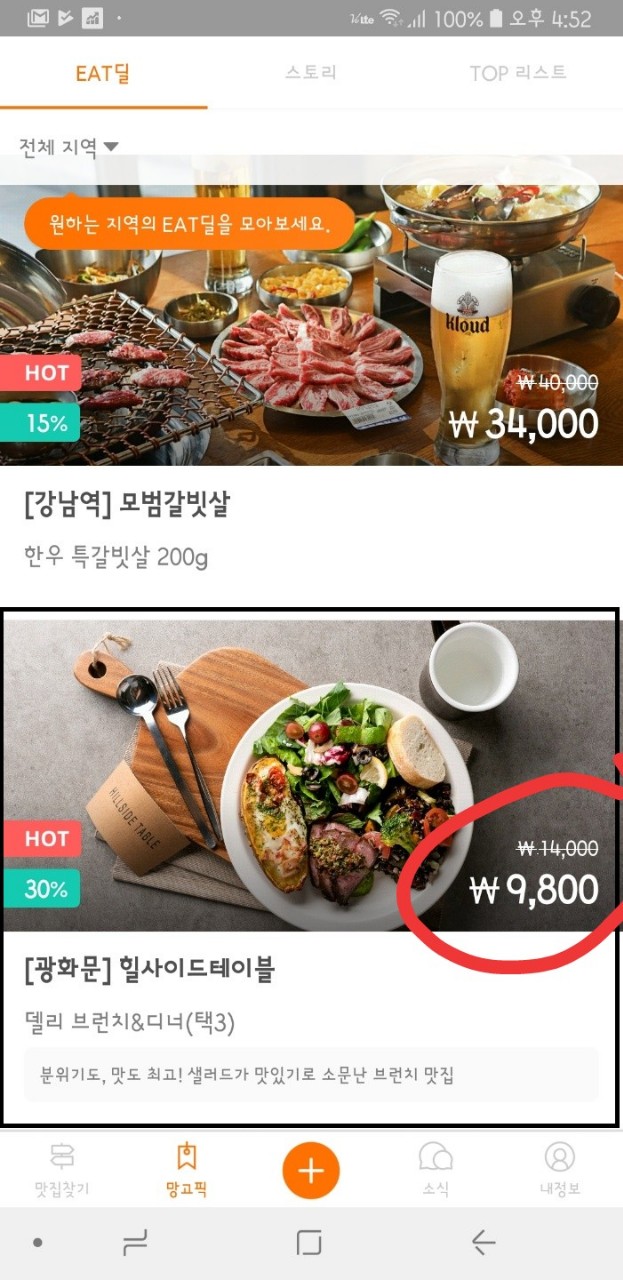 VoLTE 100% 오후 4:52
EAT딜 스토리 TOP 리스트
전체 지역
원하는 지역의 EAT딜을 모아보세요.
kloud
HOT
₩40,000
15%
₩34,000
[강남역] 모범갈빗살
한우 특갈빗살 200g
HILLSIDE TABLE
HOT
₩14,000
30%
₩9,800
[광화문] 힐사이드테이블
델리 브런치&디너(택3)
분위기도, 맛도 최고! 샐러드가 맛있기로 소문난 브런치 맛집
맛집찾기 망고픽 소식 내정보